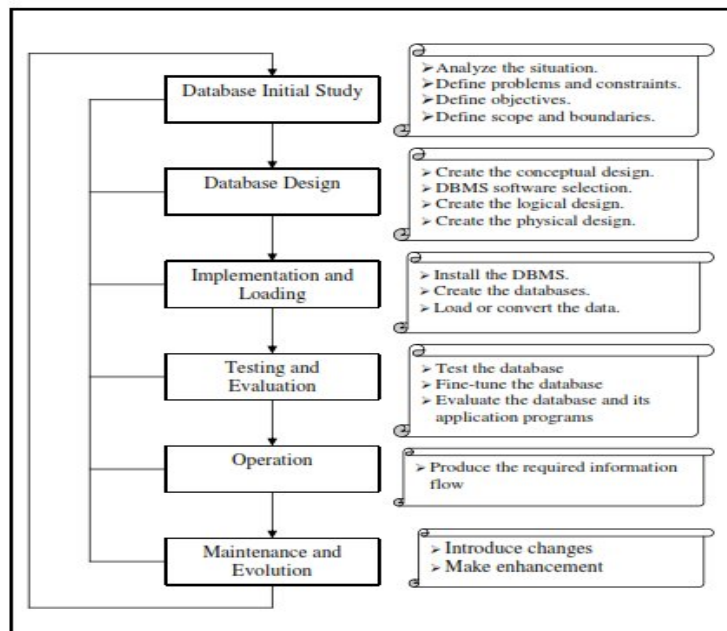 Database Initial Study
➢Analyze the situation.
➢Define problems and constraints.
➢Define objectives.
➢Define scope and boundaries.
Database Design
➢Create the conceptual design.
➢DBMS software selection.
➢Create the logical design.
➢Create the physical design.
Implementation and
Loading
➢Install the DBMS.
➢Create the databases.
➢Load or convert the data.
Testing and
Evaluation
➢Test the database
➢Fine-tune the database
➢Evaluate the database and its
application programs
Operation
➢Produce the required information
flow
Maintenance and
Evolution
➢Introduce changes
➢Make enhancement